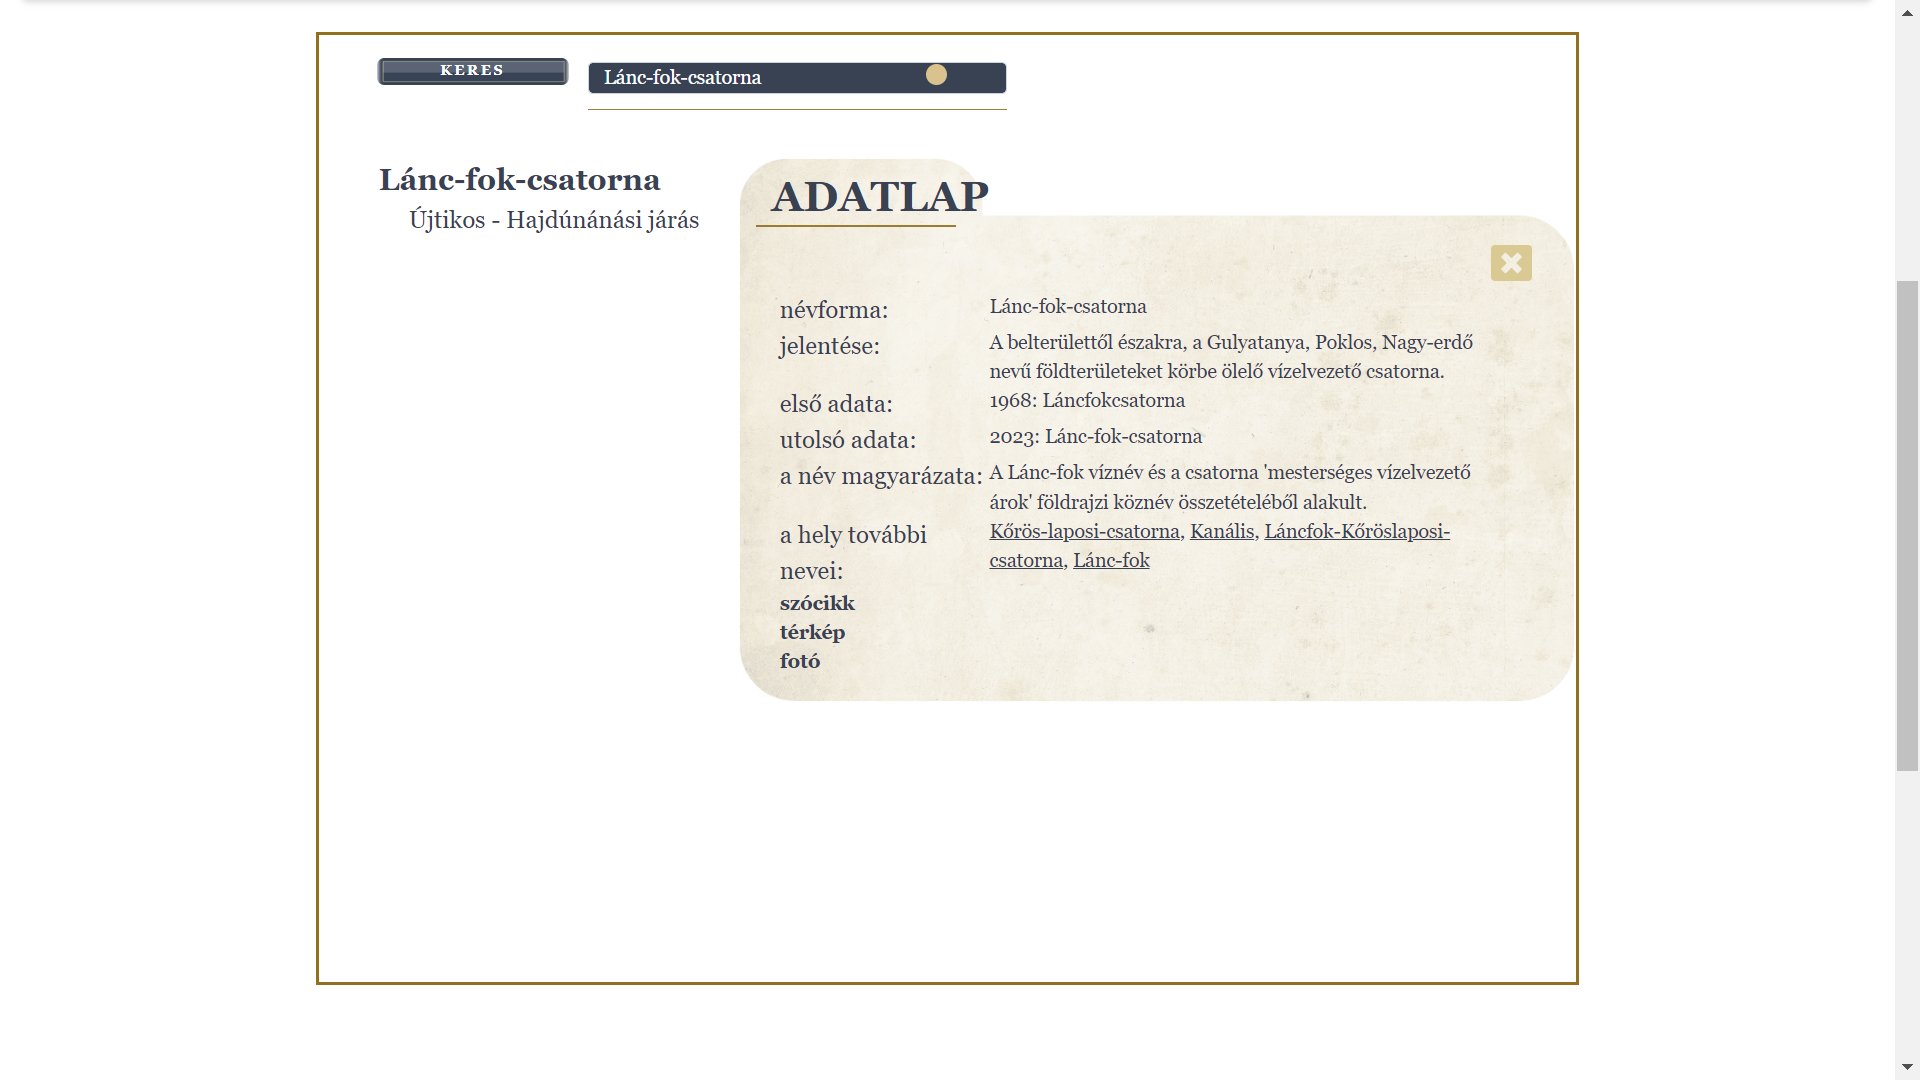 KERES
Lánc-fok-csatorna
Lánc-fok-csatorna
Újtikos - Hajdúnánási járás
ADATLAP
névforma:
Lánc-fok-csatorna
jelentése:
A belterülettől északra, a Gulyatanya, Poklos, Nagy-erdő
nevű földterületeket körbe ölelő vízelvezető csatorna.
első adata:
1968: Láncfokcsatorna
utolsó adata:
2023: Lánc-fok-csatorna
a név magyarázata:
A Lánc-fok víznév és a csatorna 'mesterséges vízelvezető
árok' földrajzi köznév összetételéből alakult.
a hely további
nevei:
Kőrös-laposi-csatorna, Kanális, Láncfok-Kőröslaposi-
csatorna, Lánc-fok
szócikk
térkép
fotó